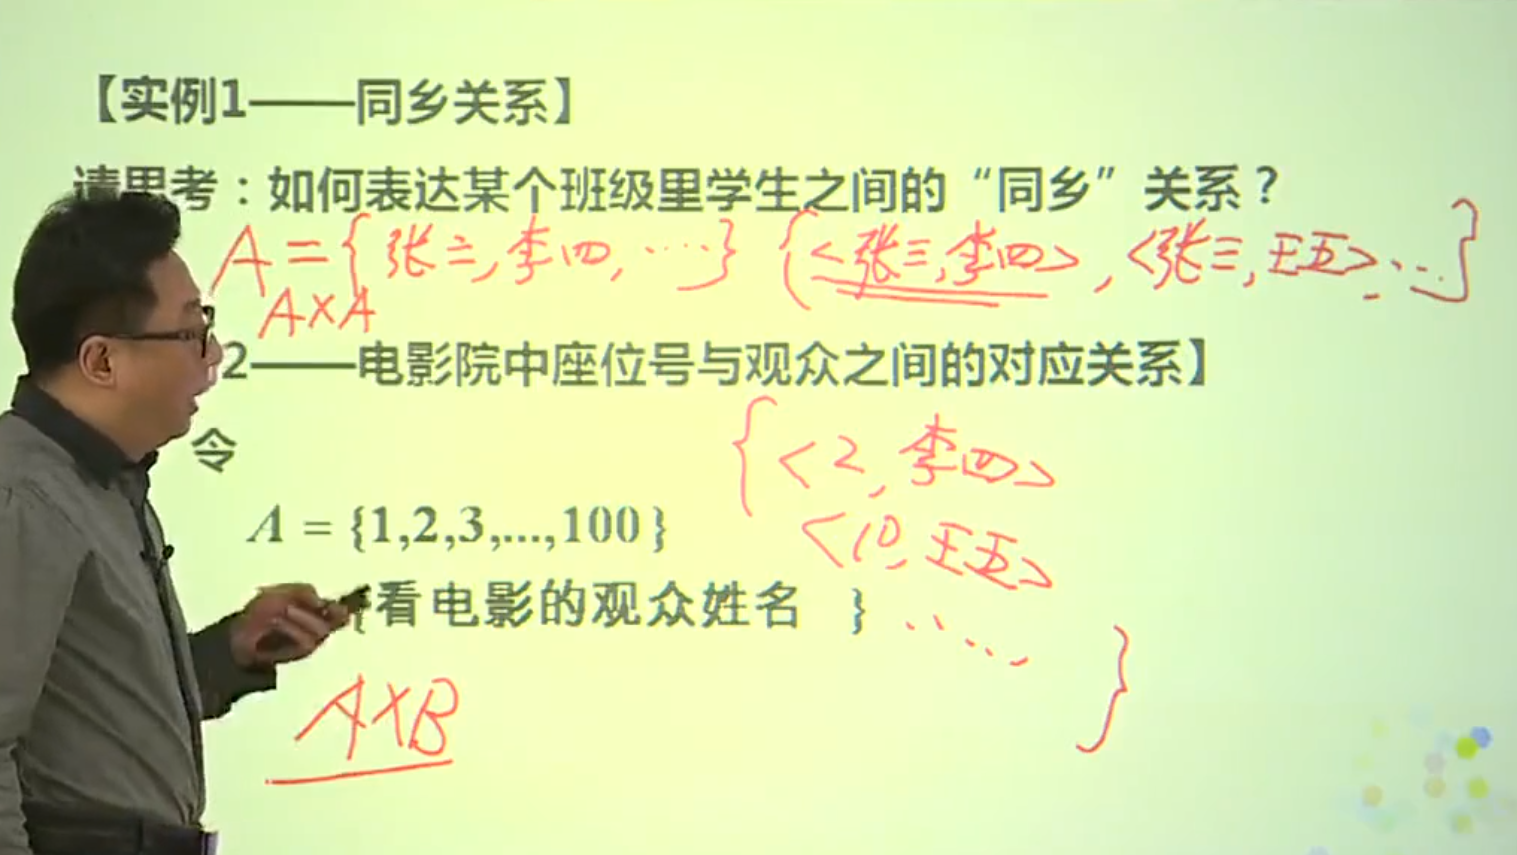 【实例1——同乡关系】
请思考：如何表达某个班级里学生之间的“同乡”关系？
A={张三,李四,…} {<张三,李四>,<张三,王五>…}
A×A
2——电影院中座位号与观众之间的对应关系】
令
{<2,李四>
A = {1,2,3,...,100}
<10,王五>
{看电影的观众姓名 }
……}
A×B